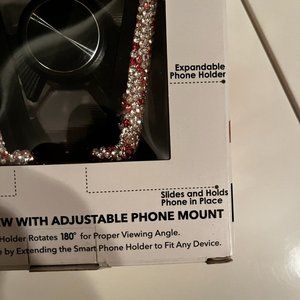 Expandable
Phone Holder
Slides and Holds
Phone in Place
EW WITH ADJUSTABLE PHONE MOUNT
Holder Rotates 180° for Proper Viewing Angle.
by Extending the Smart Phone Holder to Fit Any Device.